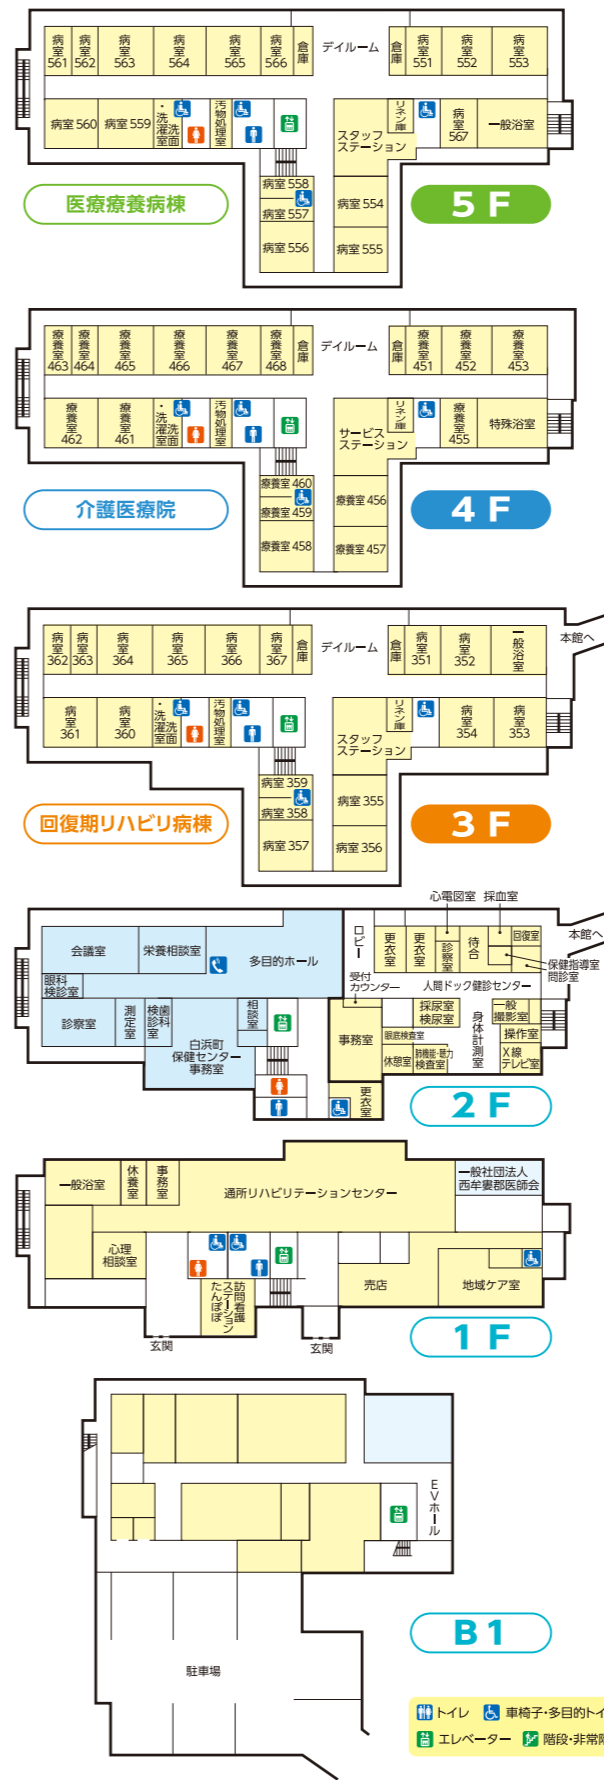 病室561
病室562
病室563
病室564
病室565
病室566
倉庫
デイルーム
倉庫
病室551
病室552
病室553
病室560
病室559
洗面・洗濯室
汚物処理室
スタッフ
ステーション
リネン庫
病室567
一般浴室
病室558
病室557
病室556
病室554
病室555
医療療養病棟
5F
療養室463
療養室464
療養室465
療養室466
療養室467
療養室468
倉庫
デイルーム
倉庫
療養室451
療養室452
療養室453
療養室462
療養室461
洗面・洗濯室
汚物処理室
サービス
ステーション
リネン庫
療養室455
特殊浴室
療養室460
療養室459
療養室458
療養室456
療養室457
介護医療院
4F
病室362
病室363
病室364
病室365
病室366
病室367
倉庫
デイルーム
倉庫
病室351
病室352
一般浴室
本館へ
病室361
病室360
洗面・洗濯室
汚物処理室
スタッフ
ステーション
リネン庫
病室354
病室353
病室359
病室358
病室357
病室355
病室356
回復期リハビリ病棟
3F
心電図室
採血室
会議室
栄養相談室
多目的ホール
ロビー
更衣室
更衣室
診察室
待合
回復室
本館へ
保健指導室
問診室
眼科
検診室
受付
カウンター
人間ドック健診センター
診察室
測定室
歯科検診室
白浜町
保健センター
事務室
相談室
事務室
採尿室
検尿室
眼底検査室
休憩室
肺機能・聴力
検査室
身体計測室
一般
撮影室
操作室
X線
テレビ室
更衣室
2F
一般浴室
休養室
事務室
通所リハビリテーションセンター
一般社団法人
西牟婁郡医師会
心理
相談室
訪問看護
ステーション
たんぽぽ
売店
地域ケア室
玄関
玄関
1F
EVホール
B1
駐車場
トイレ
車椅子・多目的トイ
エレベーター
階段・非常階